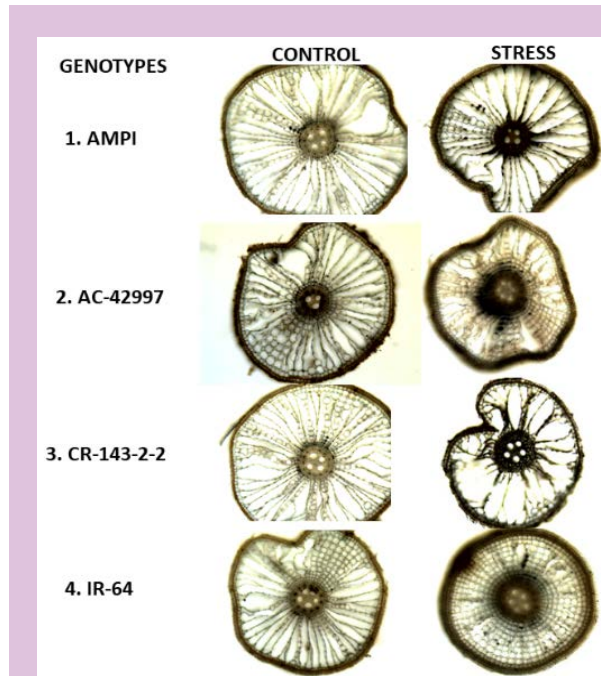 GENOTYPES CONTROL STRESS
1. AMPI
2. AC-42997
3. CR-143-2-2
4. IR-64